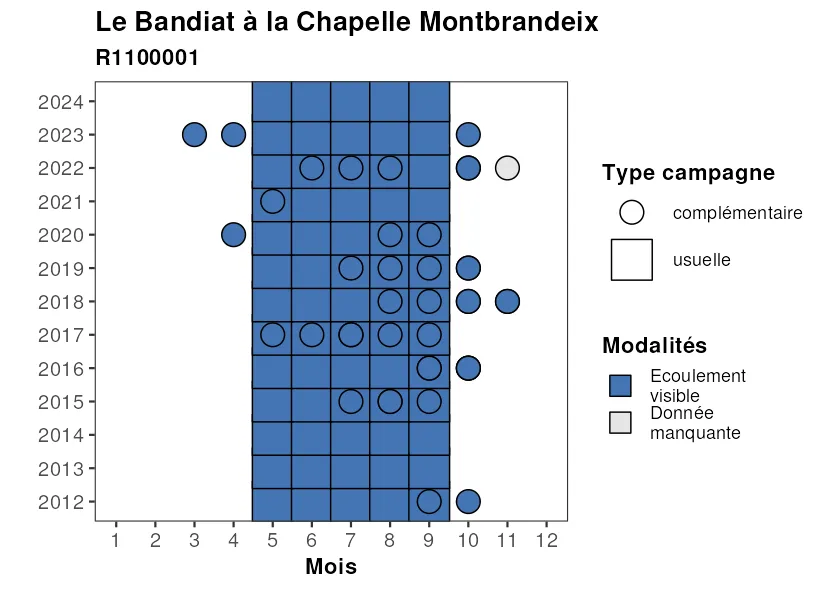 Le Bandiat à la Chapelle Montbrandeix
R1100001
2024
2023
2022
2021
2020
2019
2018
2017
2016
2015
2014
2013
2012
1 2 3 4 5 6 7 8 9 10 11 12
Mois
Type campagne
complémentaire
usuelle
Modalités
Ecoulement
visible
Donnée
manquante